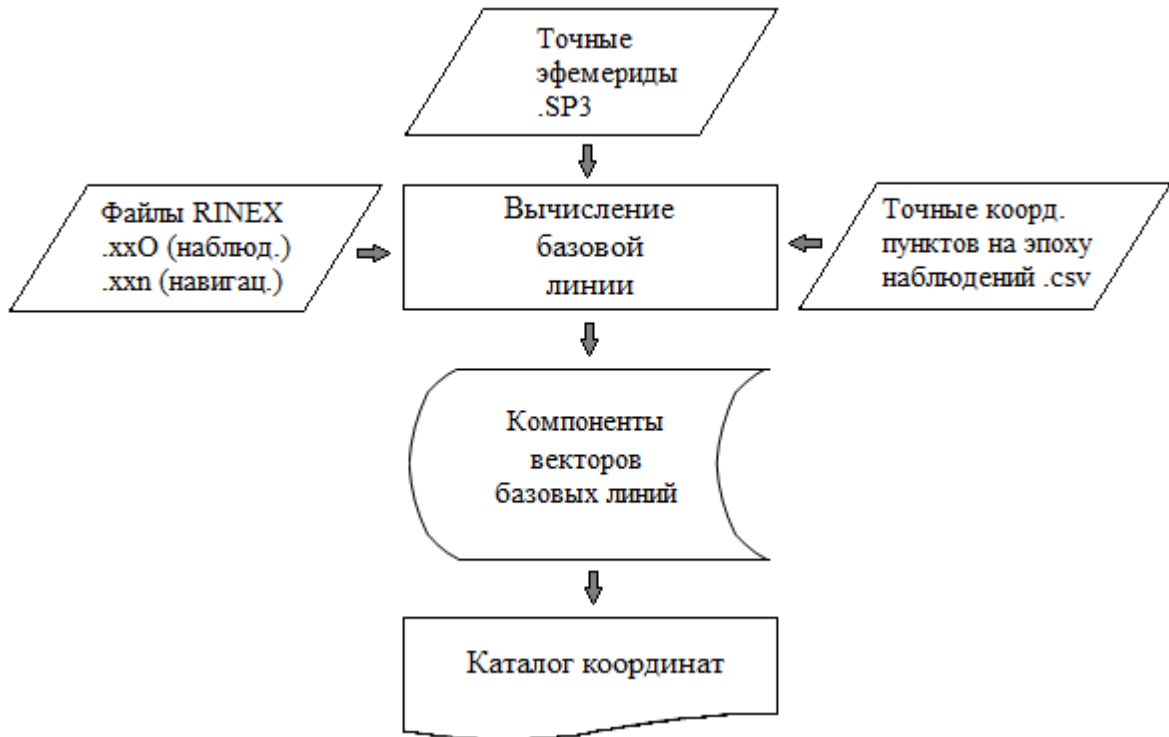 Точные
эфемериды
.SP3
Файлы RINEX
.xxO (наблюд.)
.xxn (навигац.)
Вычисление
базовой
линии
Точные коорд.
пунктов на эпоху
наблюдений .csv
Компоненты
векторов
базовых линий
Каталог координат